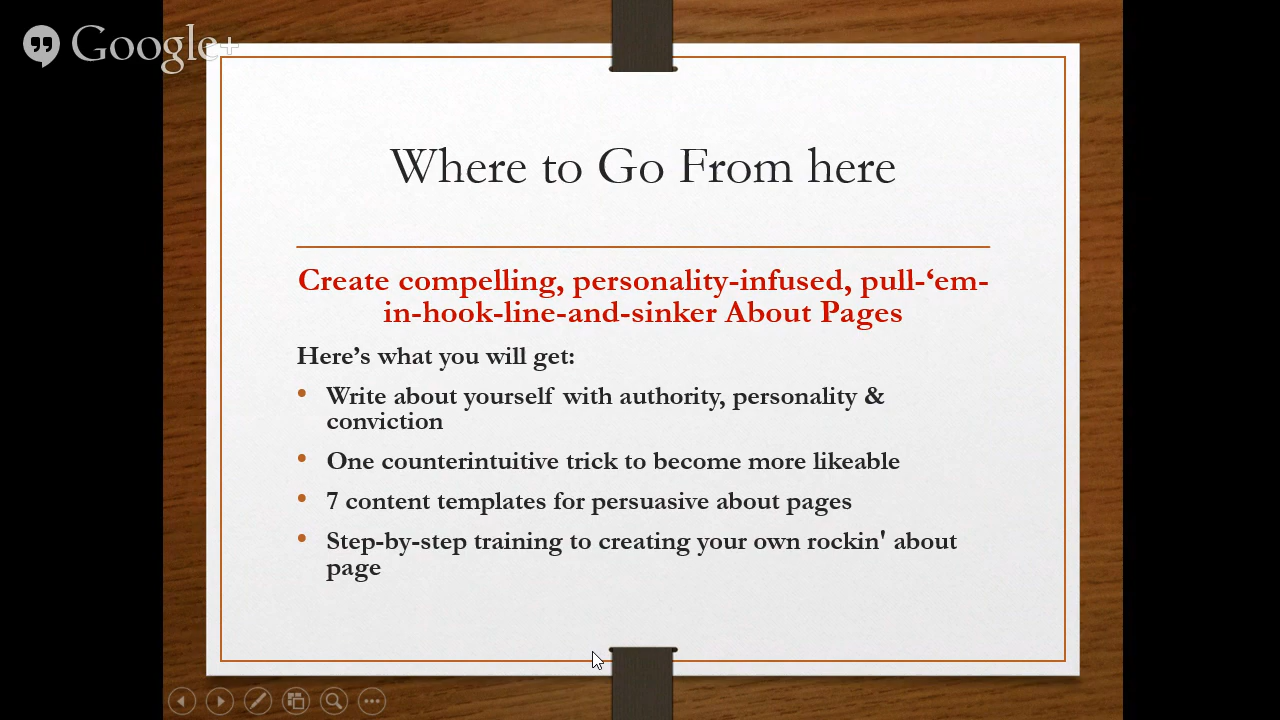 Google+
Where to Go From here
Create compelling, personality-infused, pull-‘em-
in-hook-line-and-sinker About Pages
Here’s what you will get:
• Write about yourself with authority, personality &
conviction
• One counterintuitive trick to become more likeable
• 7 content templates for persuasive about pages
• Step-by-step training to creating your own rockin' about
page